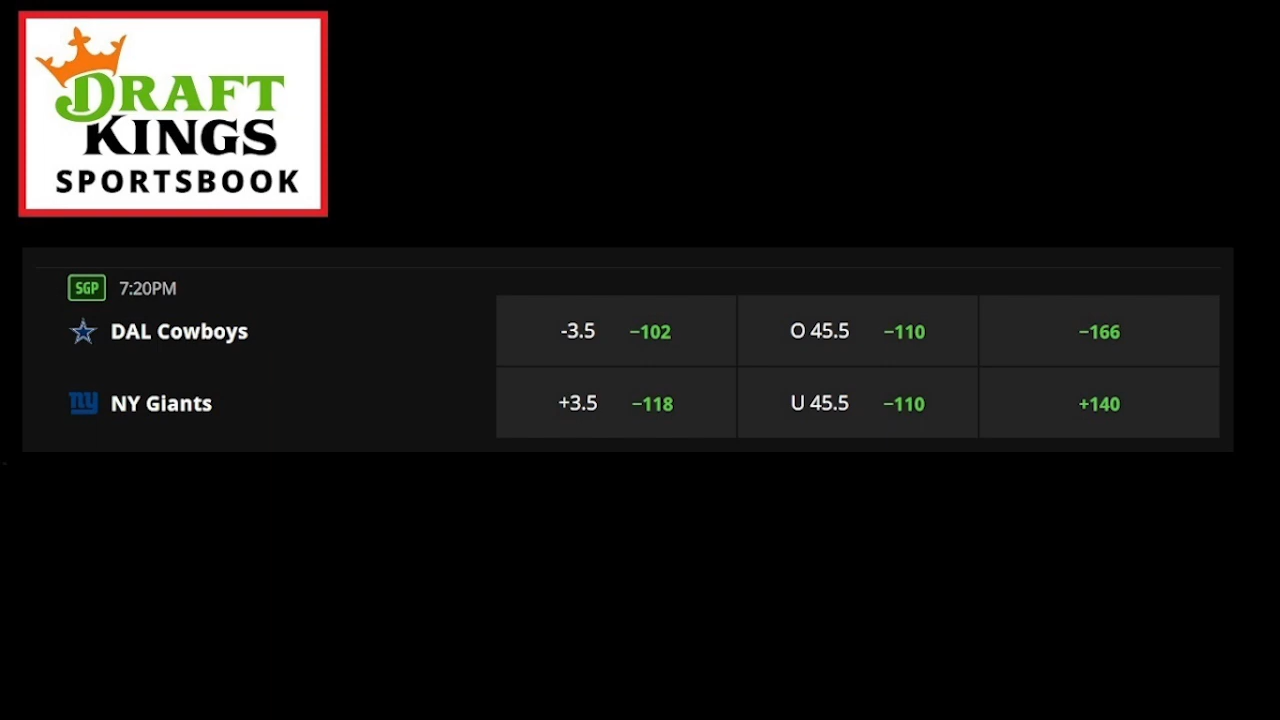 DRAFT
KINGS
SPORTSBOOK
SGP 7:20PM
DAL Cowboys -3.5 −102 O 45.5 −110 −166
ny NY Giants +3.5 −118 U 45.5 −110 +140